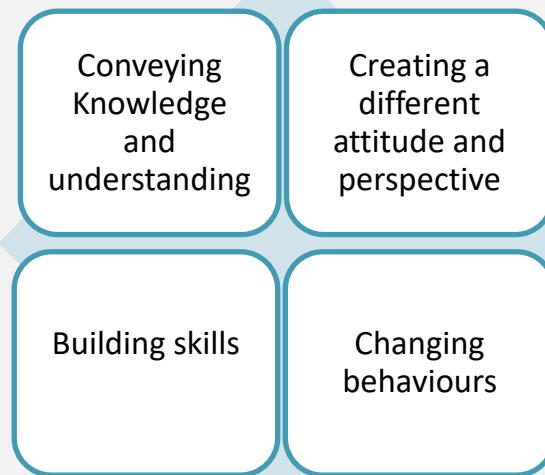 Conveying
Knowledge
and
understanding
Creating a
different
attitude and
perspective
Building skills
Changing
behaviours